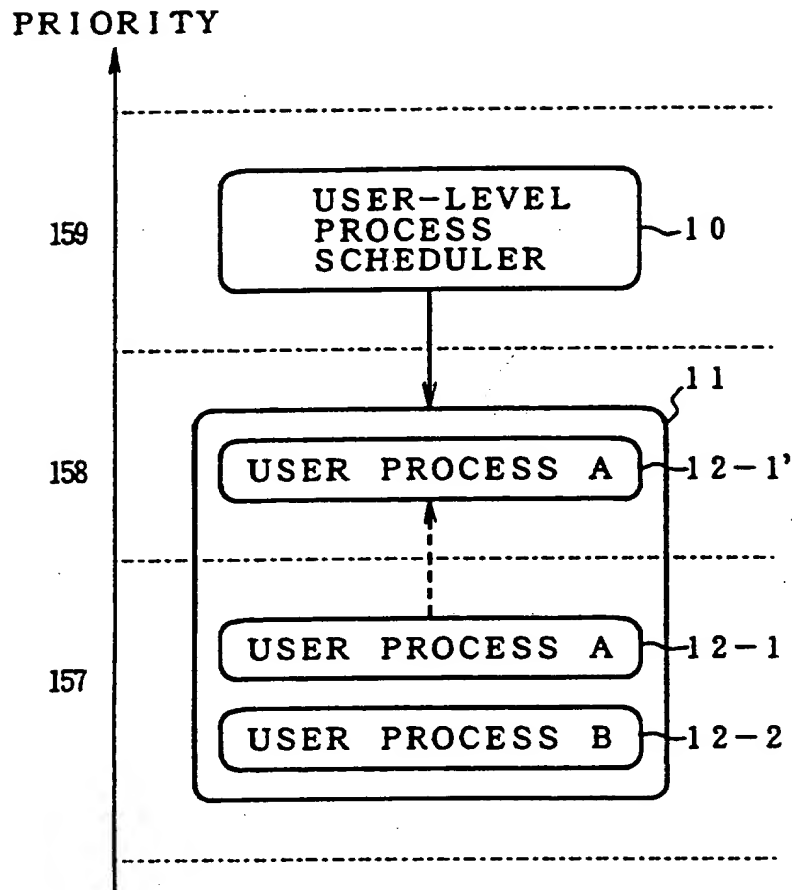 PRIORITY
159
USER-LEVEL
PROCESS
SCHEDULER
10
11
158
USER PROCESS A
12-1'
157
USER PROCESS A
12-1
USER PROCESS B
12-2